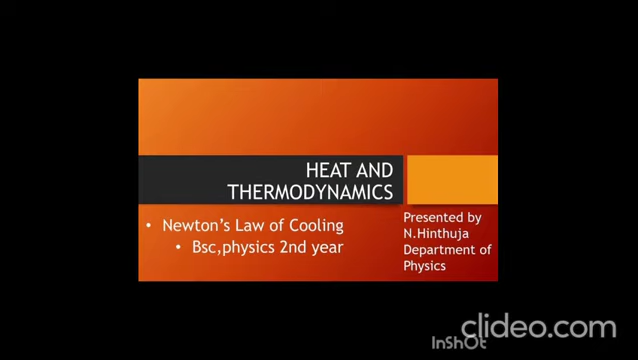 HEAT AND
THERMODYNAMICS
• Newton's Law of Cooling
• Bsc,physics 2nd year
Presented by
N.Hinthuja
Department of
Physics
clideo.com
InShOt